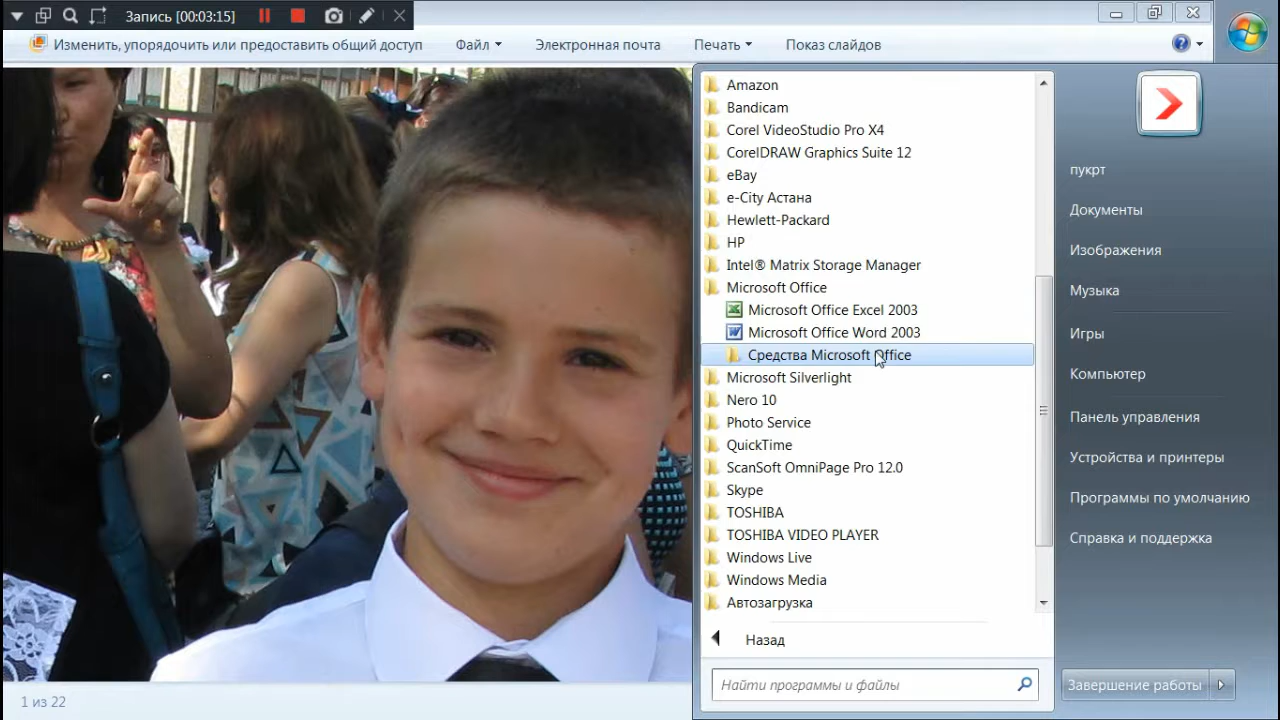 Запись [00:03:15]
Изменить, упорядочить или предоставить общий доступ
Файл
Электронная почта
Печать
Показ слайдов
Amazon
Bandicam
Corel VideoStudio Pro X4
CorelDRAW Graphics Suite 12
eBay
e-City Астана
Hewlett-Packard
HP
Intel® Matrix Storage Manager
Microsoft Office
Microsoft Office Excel 2003
Microsoft Office Word 2003
Средства Microsoft Office
Microsoft Silverlight
Nero 10
Photo Service
QuickTime
ScanSoft OmniPage Pro 12.0
Skype
TOSHIBA
TOSHIBA VIDEO PLAYER
Windows Live
Windows Media
Автозагрузка
Назад
Найти программы и файлы
пукрт
Документы
Изображения
Музыка
Игры
Компьютер
Панель управления
Устройства и принтеры
Программы по умолчанию
Справка и поддержка
Завершение работы
1 из 22